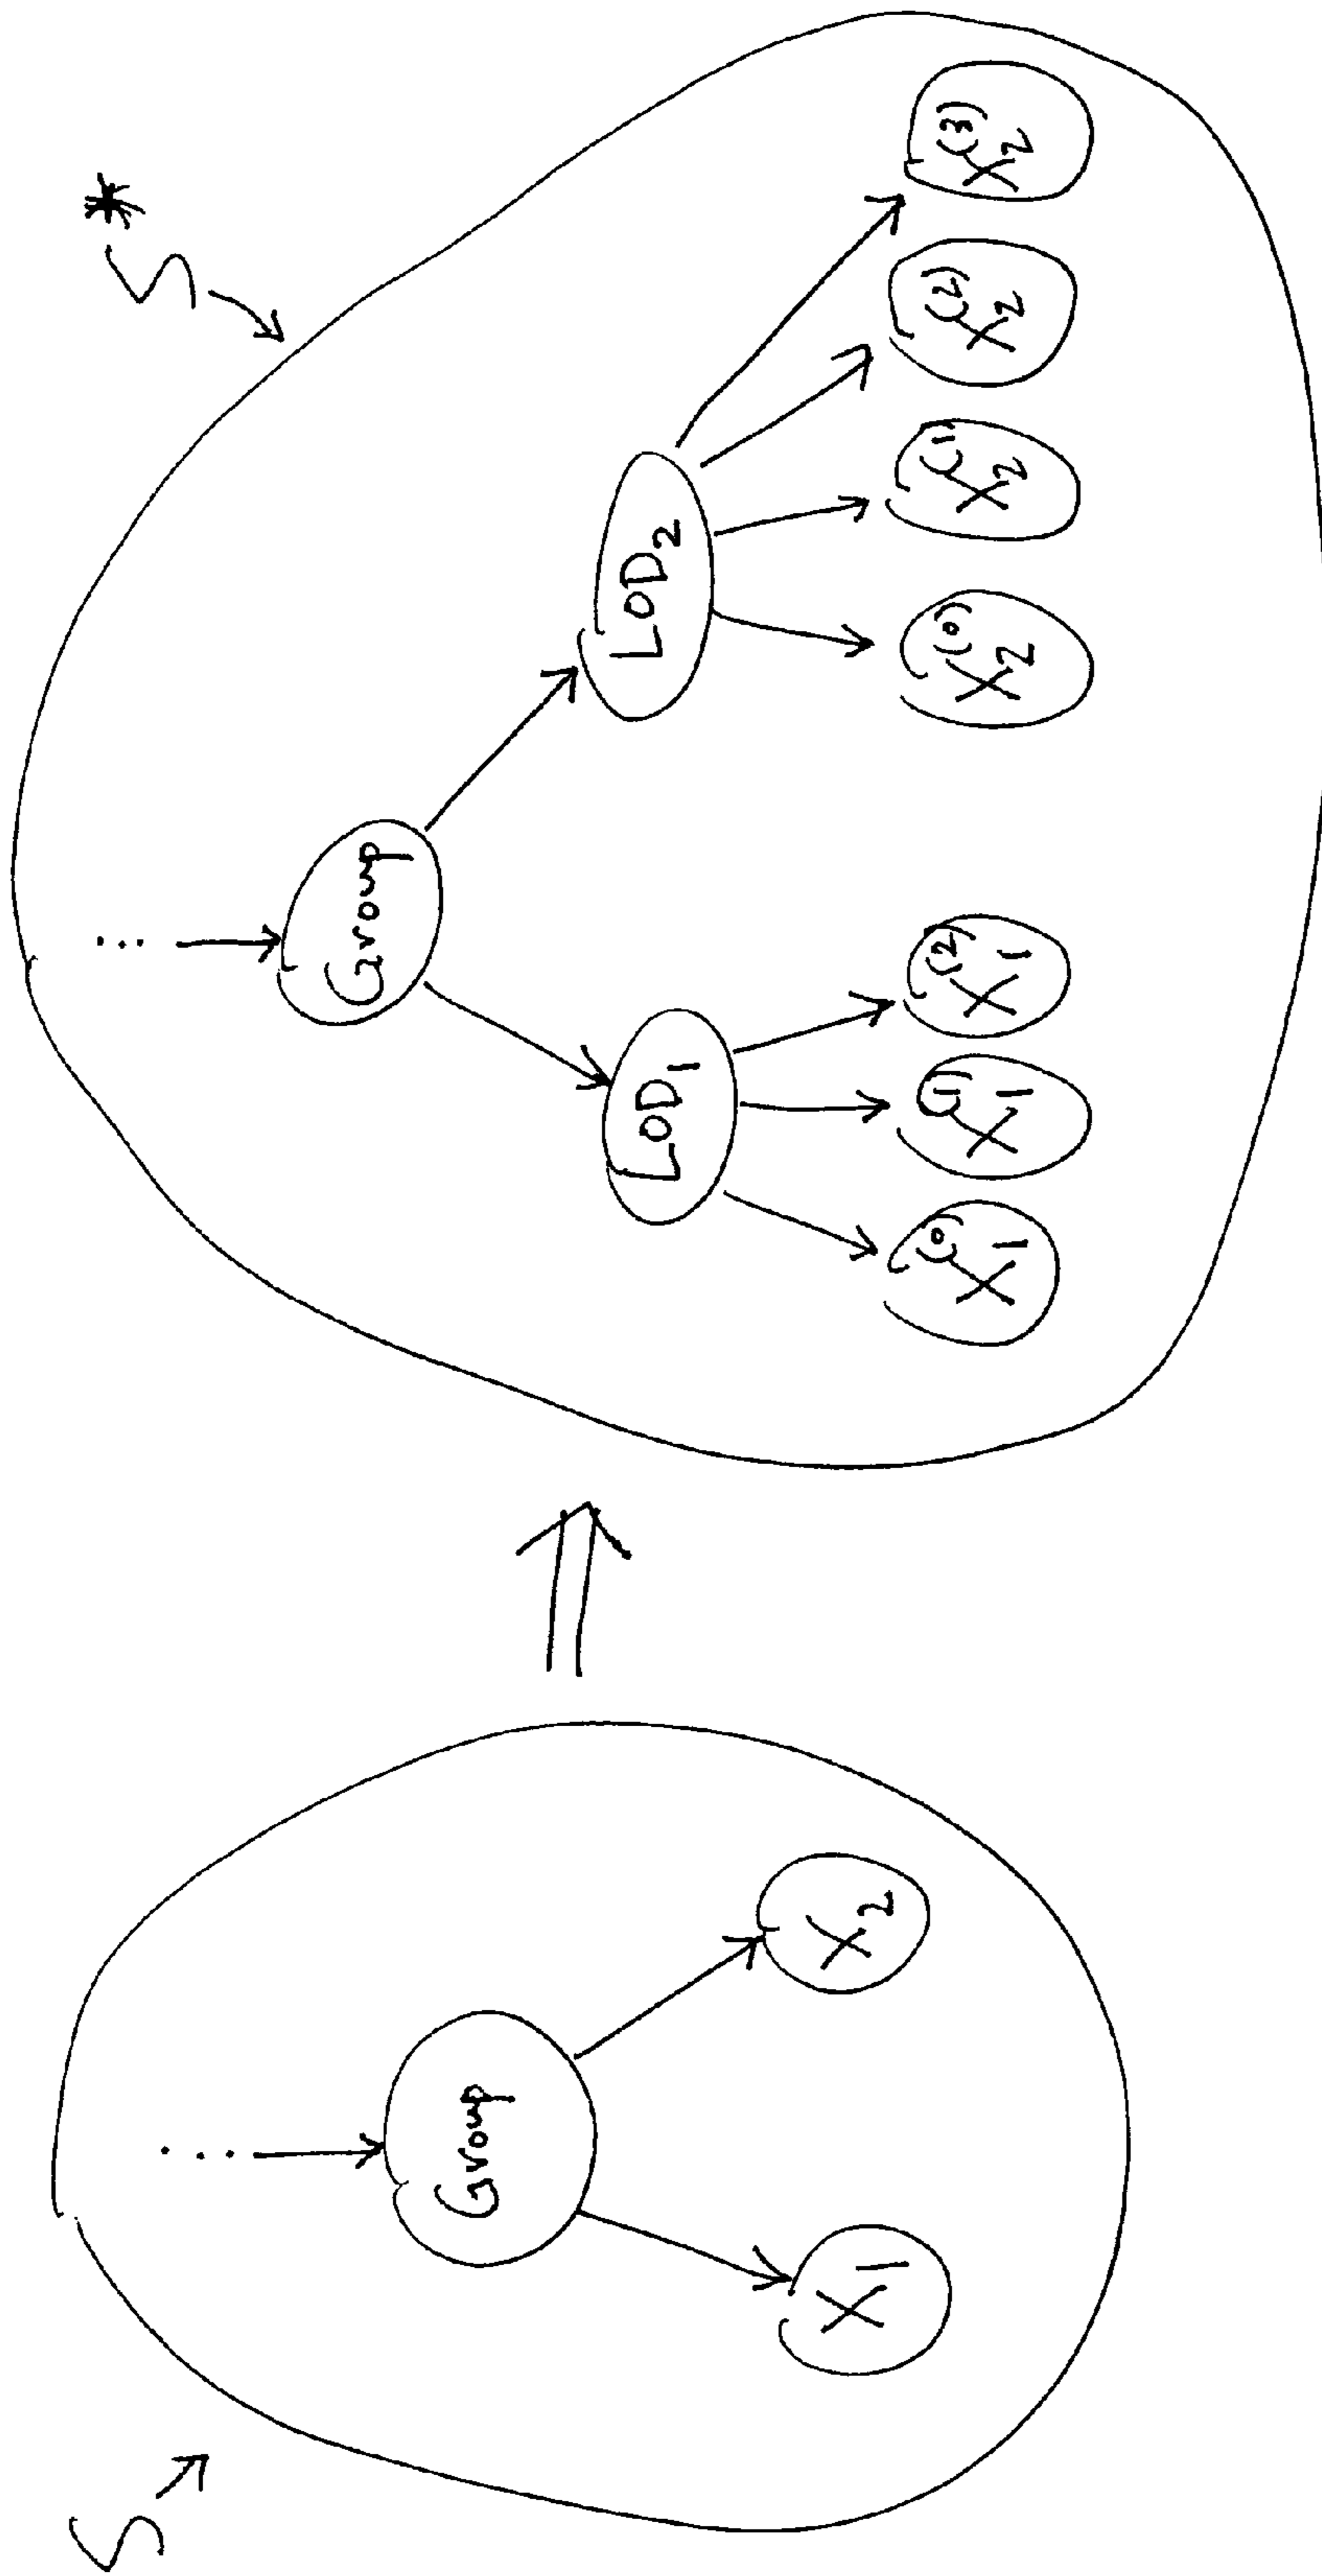 S
...
Group
X₁
X₂
⇒
S*
...
Group
LOD₁
LOD₂
X₁⁽⁰⁾
X₁⁽¹⁾
X₁⁽²⁾
X₂⁽⁰⁾
X₂⁽¹⁾
X₂⁽²⁾
X₂⁽³⁾